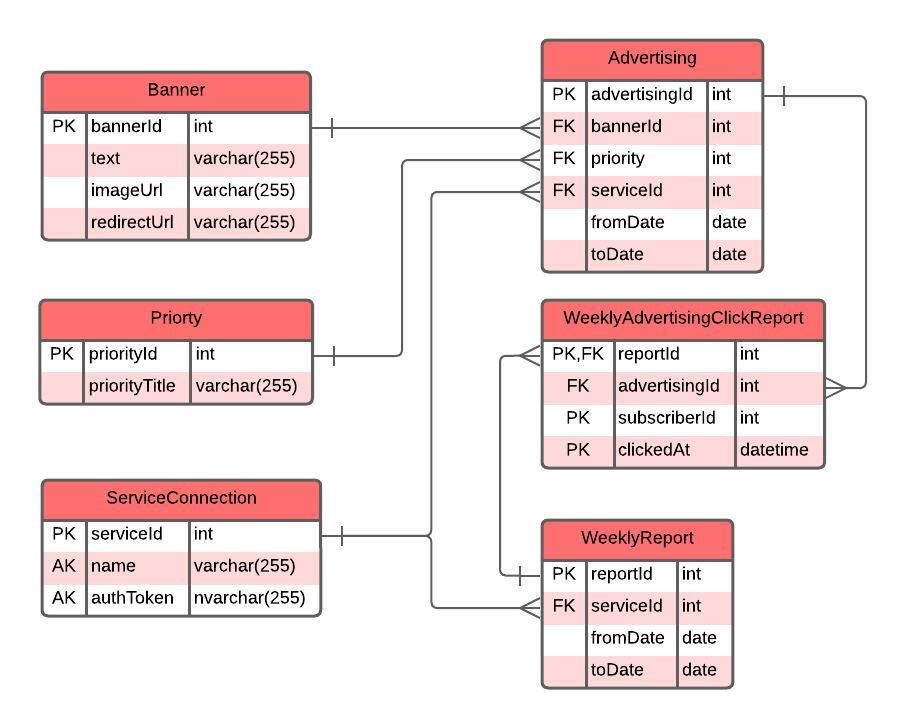 Banner
PK bannerId int
text varchar(255)
imageUrl varchar(255)
redirectUrl varchar(255)
Priorty
PK priorityId int
priorityTitle varchar(255)
ServiceConnection
PK serviceId int
AK name varchar(255)
AK authToken nvarchar(255)
Advertising
PK advertisingId int
FK bannerId int
FK priority int
FK serviceId int
fromDate date
toDate date
WeeklyAdvertisingClickReport
PK,FK reportId int
FK advertisingId int
PK subscriberId int
PK clickedAt datetime
WeeklyReport
PK reportId int
FK serviceId int
fromDate date
toDate date